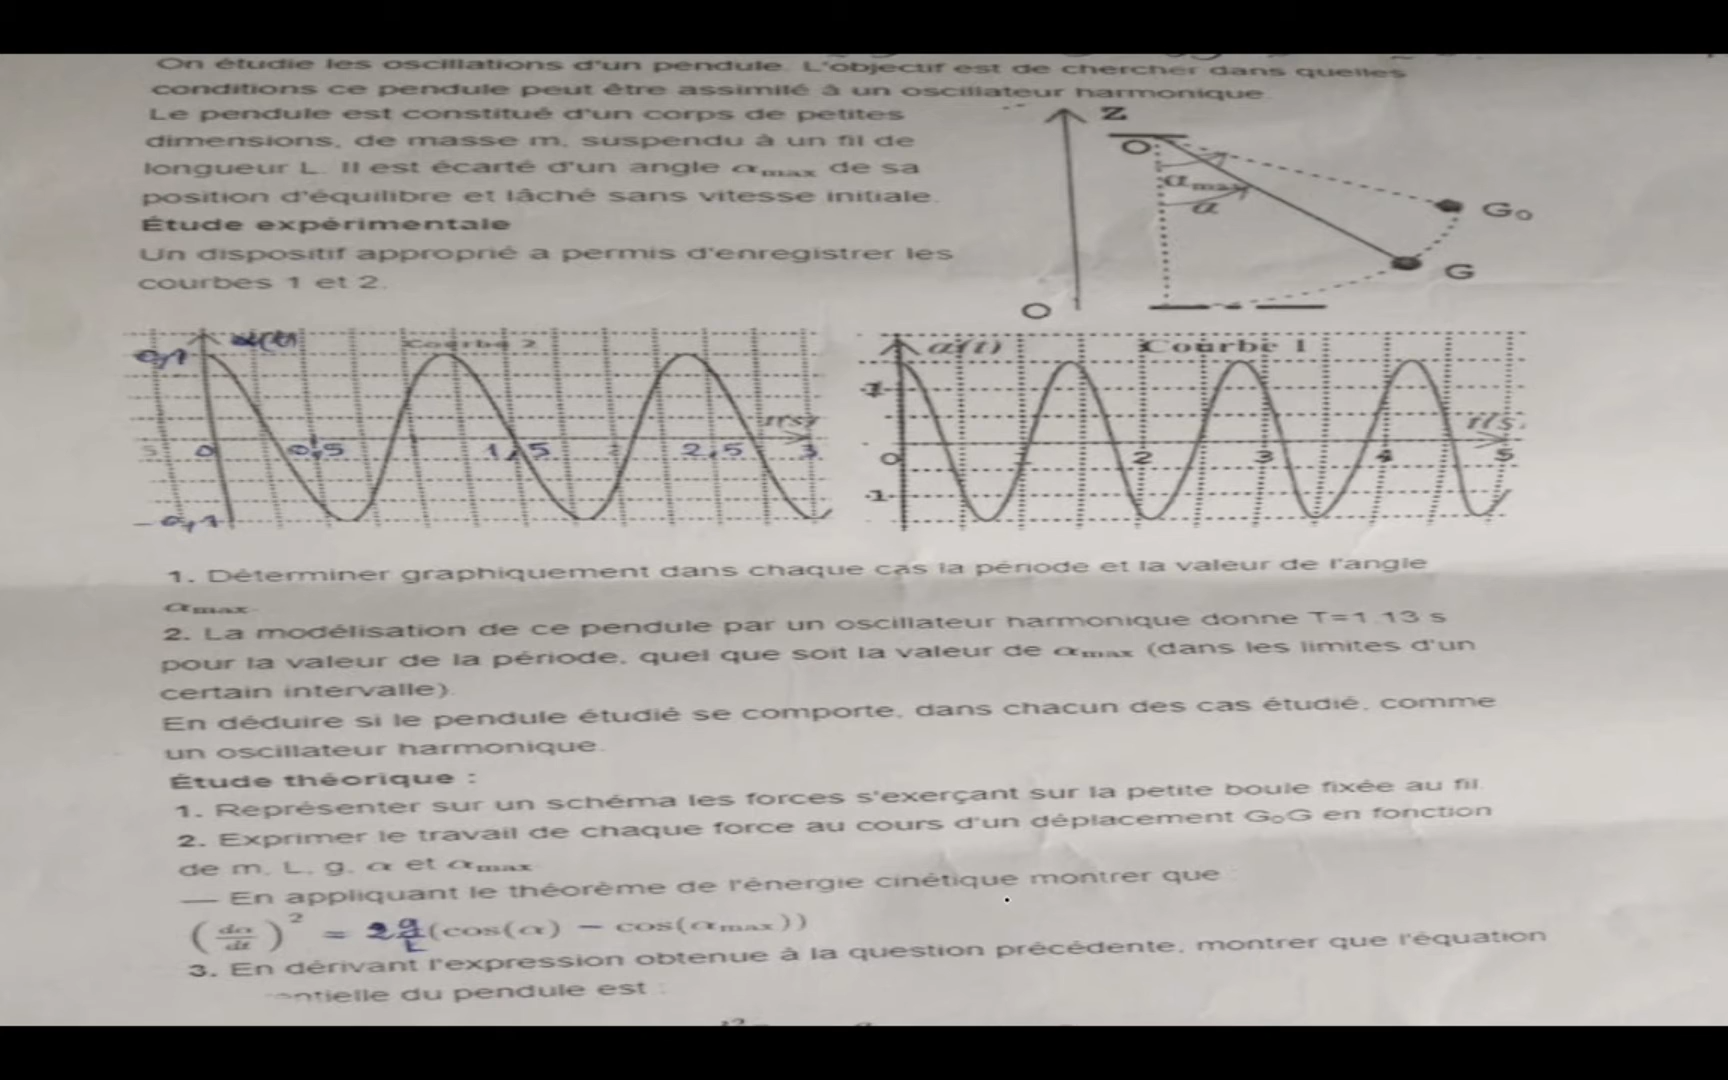 On étudie les oscillations d'un pendule. L'objectif est de chercher dans quelles
conditions ce pendule peut être assimilé à un oscillateur harmonique.
Le pendule est constitué d'un corps de petites
dimensions, de masse m, suspendu à un fil de
longueur L. Il est écarté d'un angle αmax de sa
position d'équilibre et lâché sans vitesse initiale.
Étude expérimentale
Un dispositif approprié a permis d'enregistrer les
courbes 1 et 2.
Z
O
αmax
α
G₀
G
O
0,1
α(t)
Courbe 2
t(s)
5 0 0,5 1,5 2 2,5 3
-0,1
α(t)
Courbe 1
1
t(s)
0 1 2 3 4 5
-1
1. Déterminer graphiquement dans chaque cas la période et la valeur de l'angle
αmax.
2. La modélisation de ce pendule par un oscillateur harmonique donne T=1.13 s
pour la valeur de la période, quel que soit la valeur de αmax (dans les limites d'un
certain intervalle).
En déduire si le pendule étudié se comporte, dans chacun des cas étudié, comme
un oscillateur harmonique.
Étude théorique :
1. Représenter sur un schéma les forces s'exerçant sur la petite boule fixée au fil.
2. Exprimer le travail de chaque force au cours d'un déplacement G₀G en fonction
de m, L, g, α et αmax
— En appliquant le théorème de l'énergie cinétique montrer que :
(dα/dt)² = 2 g/L (cos(α) − cos(αmax))
3. En dérivant l'expression obtenue à la question précédente, montrer que l'équation
entielle du pendule est :